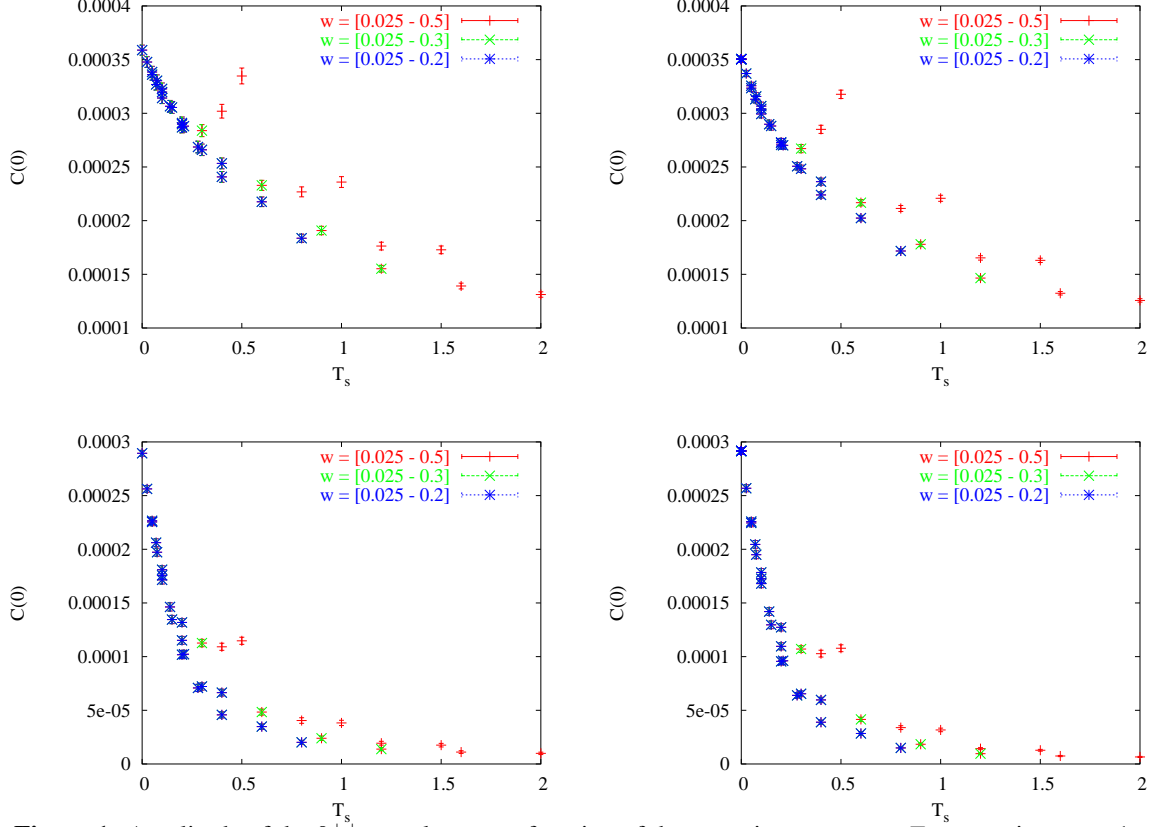 0.0004
0.00035
0.0003
0.00025
0.0002
0.00015
0.0001
0 0.5 1 1.5 2
C(0)
T_s
w = [0.025 - 0.5]
w = [0.025 - 0.3]
w = [0.025 - 0.2]
0.0004
0.00035
0.0003
0.00025
0.0002
0.00015
0.0001
0 0.5 1 1.5 2
C(0)
T_s
w = [0.025 - 0.5]
w = [0.025 - 0.3]
w = [0.025 - 0.2]
0.0003
0.00025
0.0002
0.00015
0.0001
5e-05
0
0 0.5 1 1.5 2
C(0)
T_s
w = [0.025 - 0.5]
w = [0.025 - 0.3]
w = [0.025 - 0.2]
0.0003
0.00025
0.0002
0.00015
0.0001
5e-05
0
0 0.5 1 1.5 2
C(0)
T_s
w = [0.025 - 0.5]
w = [0.025 - 0.3]
w = [0.025 - 0.2]